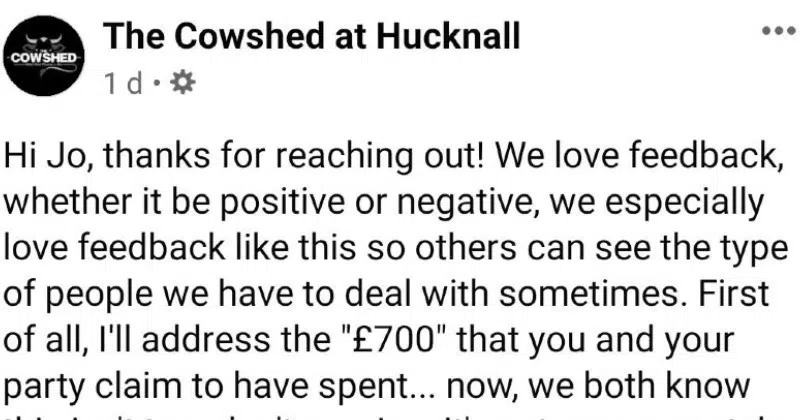 The Cowshed at Hucknall
COWSHED
1 d
Hi Jo, thanks for reaching out! We love feedback,
whether it be positive or negative, we especially
love feedback like this so others can see the type
of people we have to deal with sometimes. First
of all, I'll address the "£700" that you and your
party claim to have spent... now, we both know